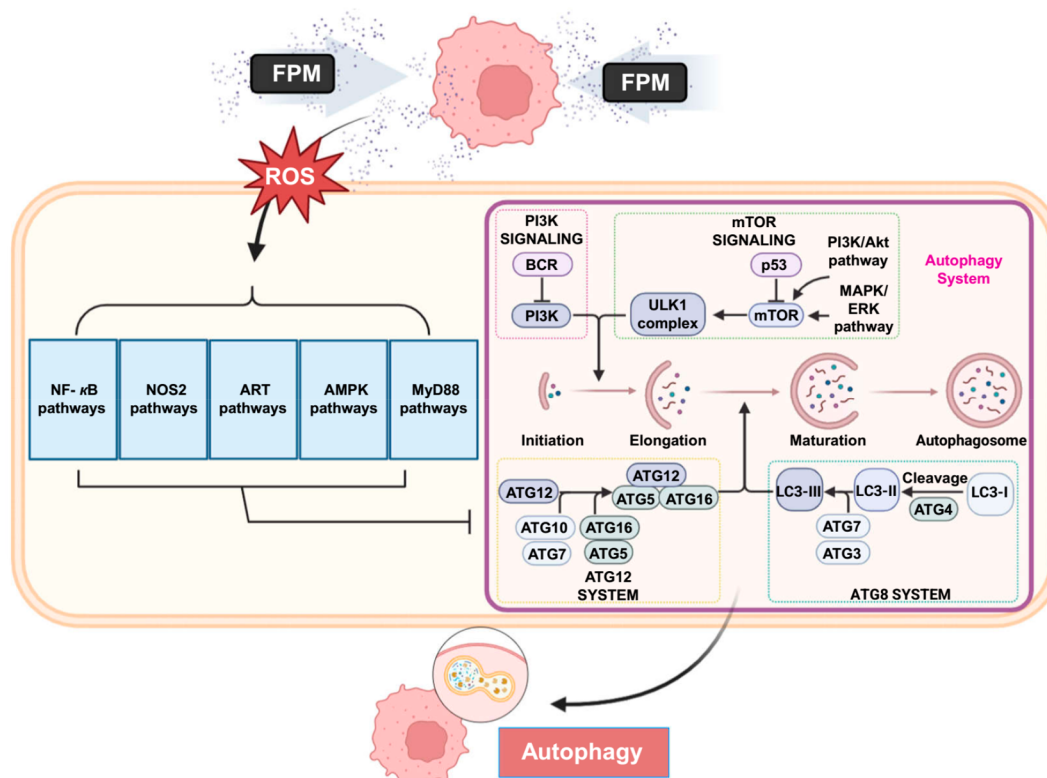 FPM
FPM
ROS
NF- κB
pathways
NOS2
pathways
ART
pathways
AMPK
pathways
MyD88
pathways
PI3K
SIGNALING
BCR
PI3K
mTOR
SIGNALING
p53
mTOR
ULK1
complex
PI3K/Akt
pathway
MAPK/
ERK
pathway
Autophagy
System
Initiation
Elongation
Maturation
Autophagosome
ATG12
ATG10
ATG7
ATG16
ATG5
ATG12
ATG5
ATG16
ATG12
SYSTEM
LC3-III
LC3-II
Cleavage
ATG4
LC3-I
ATG7
ATG3
ATG8 SYSTEM
Autophagy